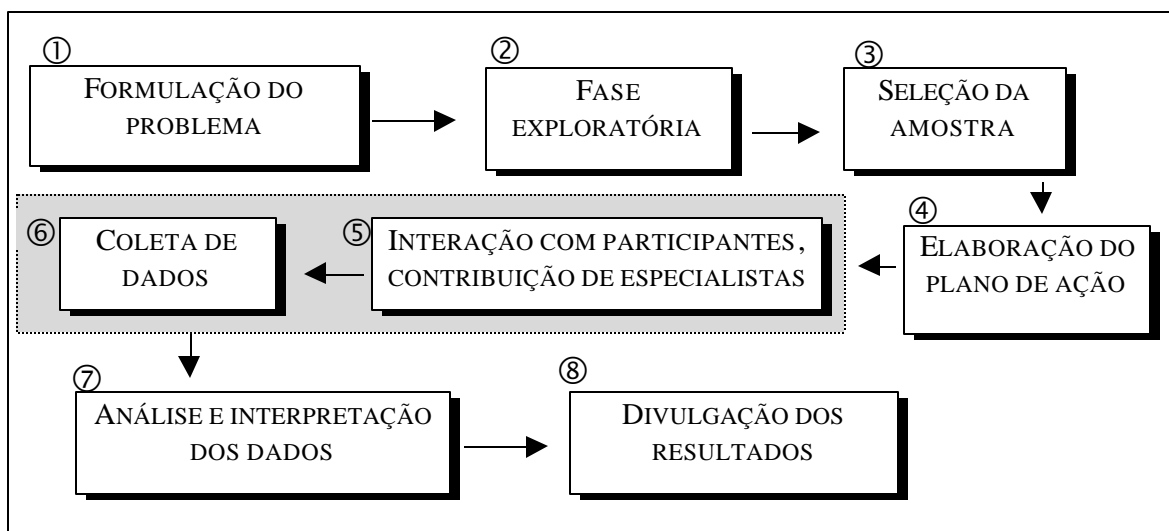 ①
FORMULAÇÃO DO
PROBLEMA
②
FASE
EXPLORATÓRIA
③
SELEÇÃO DA
AMOSTRA
④
ELABORAÇÃO DO
PLANO DE AÇÃO
⑤
INTERAÇÃO COM PARTICIPANTES,
CONTRIBUIÇÃO DE ESPECIALISTAS
⑥
COLETA DE
DADOS
⑦
ANÁLISE E INTERPRETAÇÃO
DOS DADOS
⑧
DIVULGAÇÃO DOS
RESULTADOS